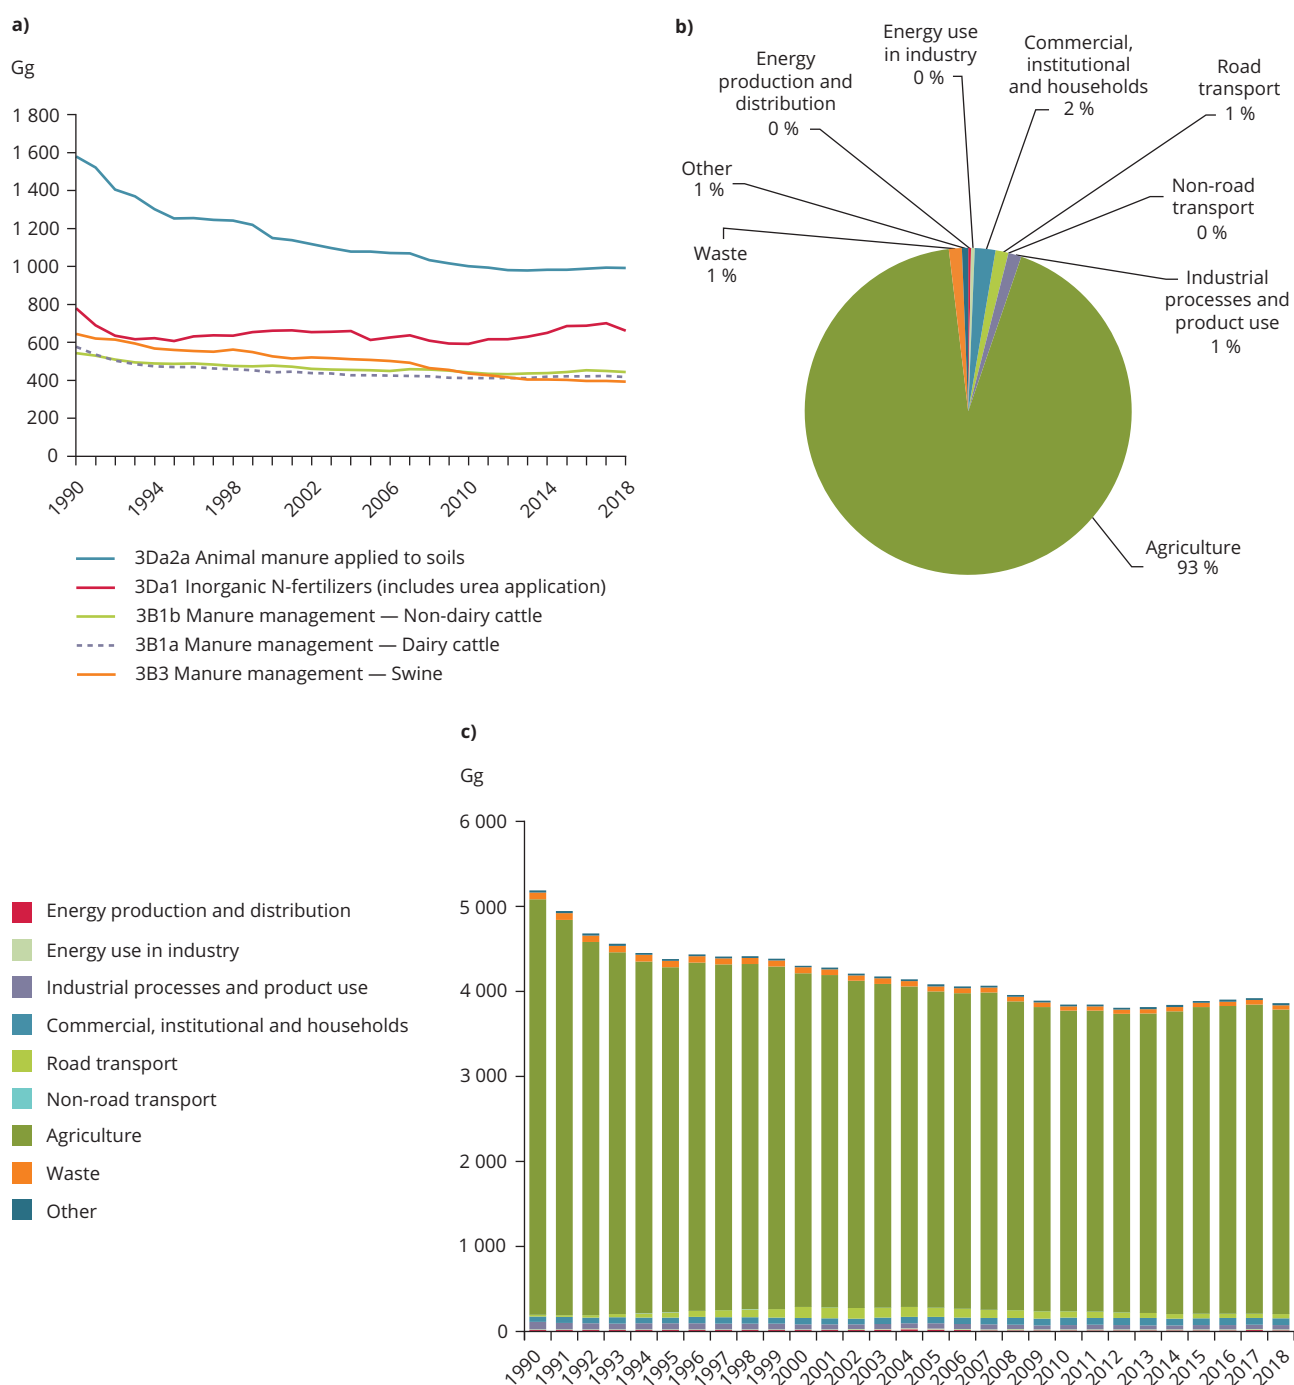 a)
Gg
1 800
1 600
1 400
1 200
1 000
800
600
400
200
0
1990
1994
1998
2002
2006
2010
2014
2018
3Da2a Animal manure applied to soils
3Da1 Inorganic N-fertilizers (includes urea application)
3B1b Manure management — Non-dairy cattle
3B1a Manure management — Dairy cattle
3B3 Manure management — Swine
b)
Energy use
in industry
0 %
Commercial,
institutional
and households
2 %
Energy
production and
distribution
0 %
Road
transport
1 %
Other
1 %
Non-road
transport
0 %
Waste
1 %
Industrial
processes and
product use
1 %
Agriculture
93 %
c)
Gg
6 000
5 000
4 000
3 000
2 000
1 000
0
1990
1991
1992
1993
1994
1995
1996
1997
1998
1999
2000
2001
2002
2003
2004
2005
2006
2007
2008
2009
2010
2011
2012
2013
2014
2015
2016
2017
2018
Energy production and distribution
Energy use in industry
Industrial processes and product use
Commercial, institutional and households
Road transport
Non-road transport
Agriculture
Waste
Other